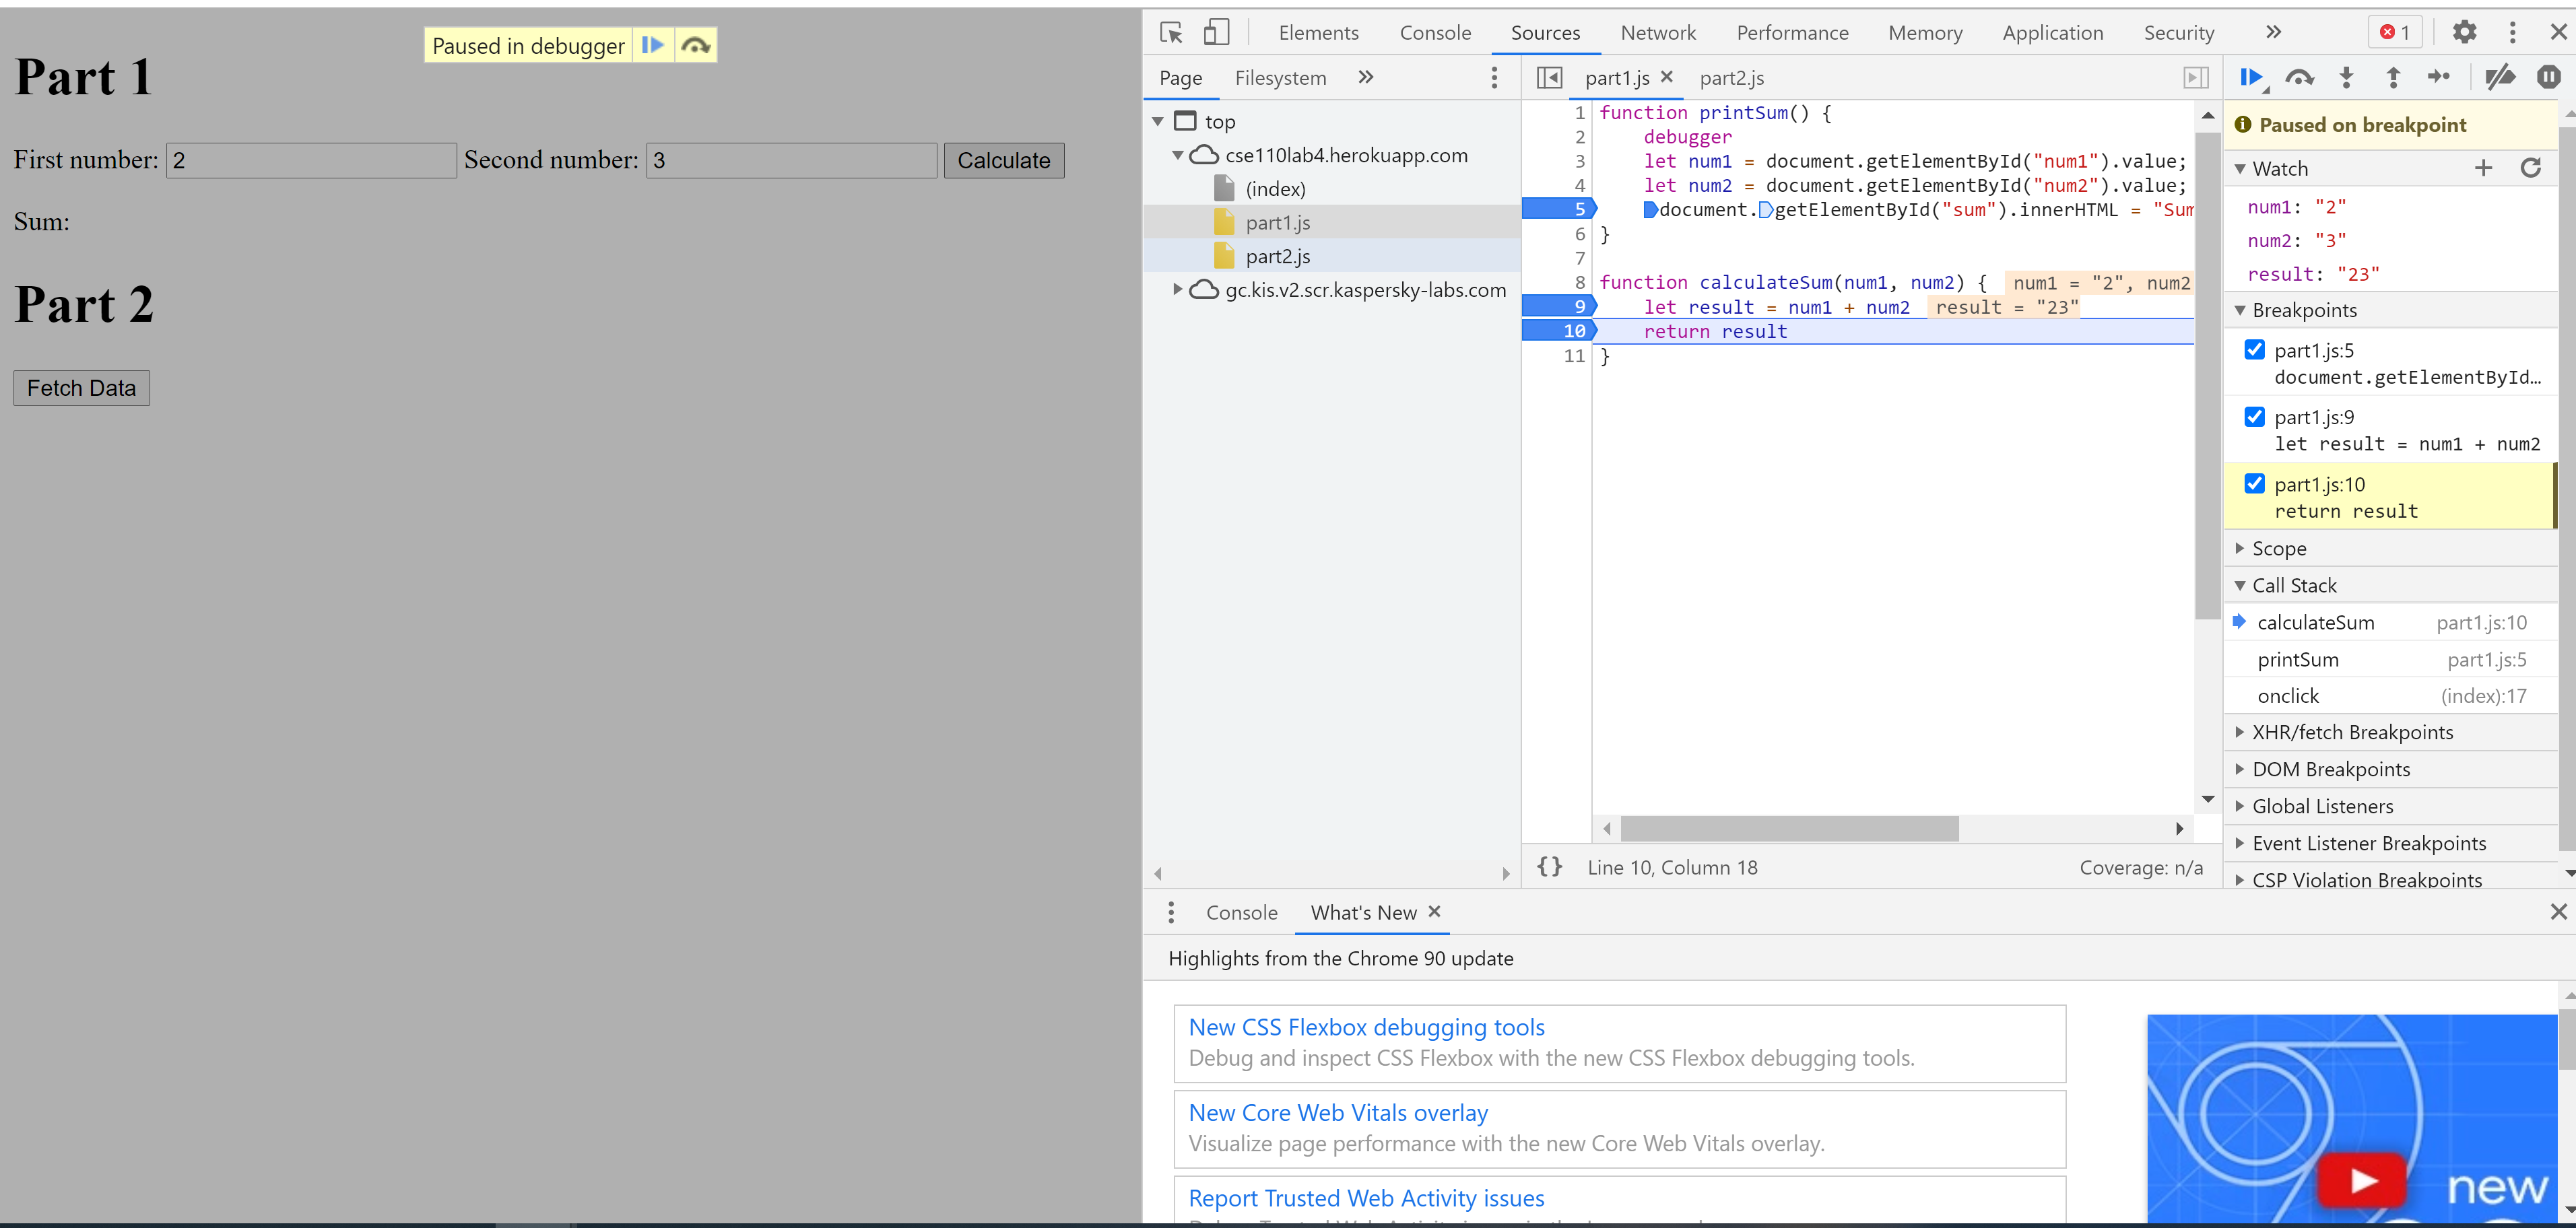 Paused in debugger
Part 1
First number: 2 Second number: 3 Calculate
Sum:
Part 2
Fetch Data
Elements Console Sources Network Performance Memory Application Security 1
Page Filesystem
top
cse110lab4.herokuapp.com
(index)
part1.js
part2.js
gc.kis.v2.scr.kaspersky-labs.com
part1.js part2.js
1 function printSum() {
2 debugger
3 let num1 = document.getElementById("num1").value;
4 let num2 = document.getElementById("num2").value;
5 document.getElementById("sum").innerHTML = "Sum
6 }
7
8 function calculateSum(num1, num2) { num1 = "2", num2
9 let result = num1 + num2 result = "23"
10 return result
11 }
{} Line 10, Column 18 Coverage: n/a
Paused on breakpoint
Watch
num1: "2"
num2: "3"
result: "23"
Breakpoints
part1.js:5
document.getElementById…
part1.js:9
let result = num1 + num2
part1.js:10
return result
Scope
Call Stack
calculateSum part1.js:10
printSum part1.js:5
onclick (index):17
XHR/fetch Breakpoints
DOM Breakpoints
Global Listeners
Event Listener Breakpoints
CSP Violation Breakpoints
Console What's New
Highlights from the Chrome 90 update
New CSS Flexbox debugging tools
Debug and inspect CSS Flexbox with the new CSS Flexbox debugging tools.
New Core Web Vitals overlay
Visualize page performance with the new Core Web Vitals overlay.
Report Trusted Web Activity issues
new